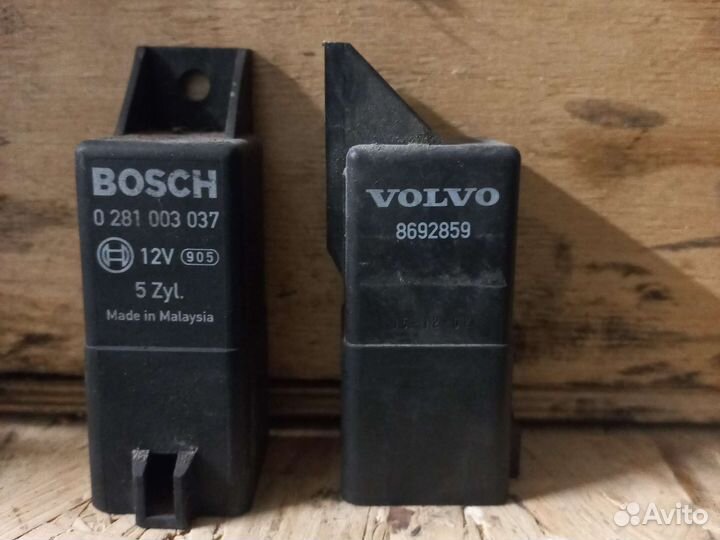 BOSCH
0 281 003 037
12V 905
5 Zyl.
Made in Malaysia
VOLVO
8692859
Avito